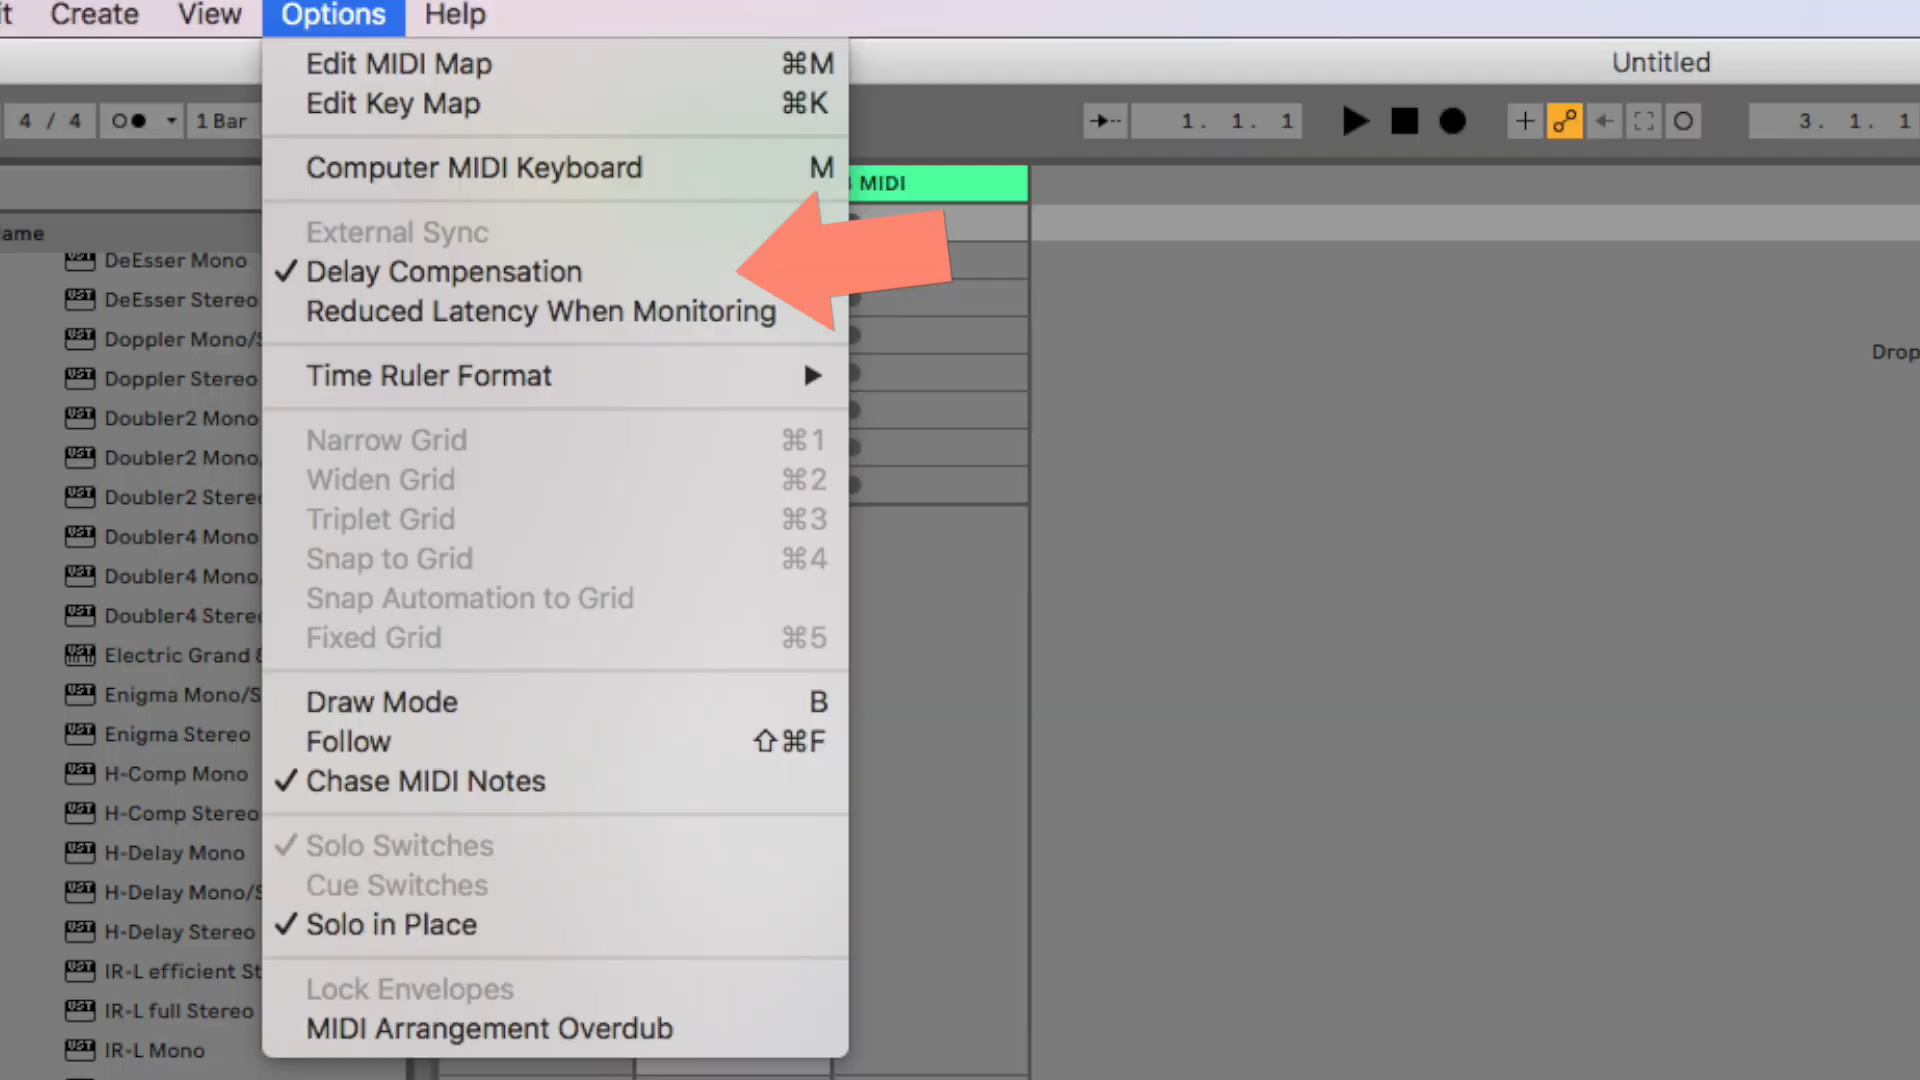 Create View Options Help
Untitled
4 / 4 1 Bar 1. 1. 1 3. 1. 1
Edit MIDI Map ⌘M
Edit Key Map ⌘K
Computer MIDI Keyboard M
External Sync
✓ Delay Compensation
Reduced Latency When Monitoring
Time Ruler Format ▶
Narrow Grid ⌘1
Widen Grid ⌘2
Triplet Grid ⌘3
Snap to Grid ⌘4
Snap Automation to Grid
Fixed Grid ⌘5
Draw Mode B
Follow ⇧⌘F
✓ Chase MIDI Notes
✓ Solo Switches
Cue Switches
✓ Solo in Place
Lock Envelopes
MIDI Arrangement Overdub
MIDI
Drop
ame
DeEsser Mono
DeEsser Stereo
Doppler Mono/S
Doppler Stereo
Doubler2 Mono
Doubler2 Mono/
Doubler2 Stereo
Doubler4 Mono
Doubler4 Mono/
Doubler4 Stereo
Electric Grand &
Enigma Mono/S
Enigma Stereo
H-Comp Mono
H-Comp Stereo
H-Delay Mono
H-Delay Mono/S
H-Delay Stereo
IR-L efficient St
IR-L full Stereo
IR-L Mono